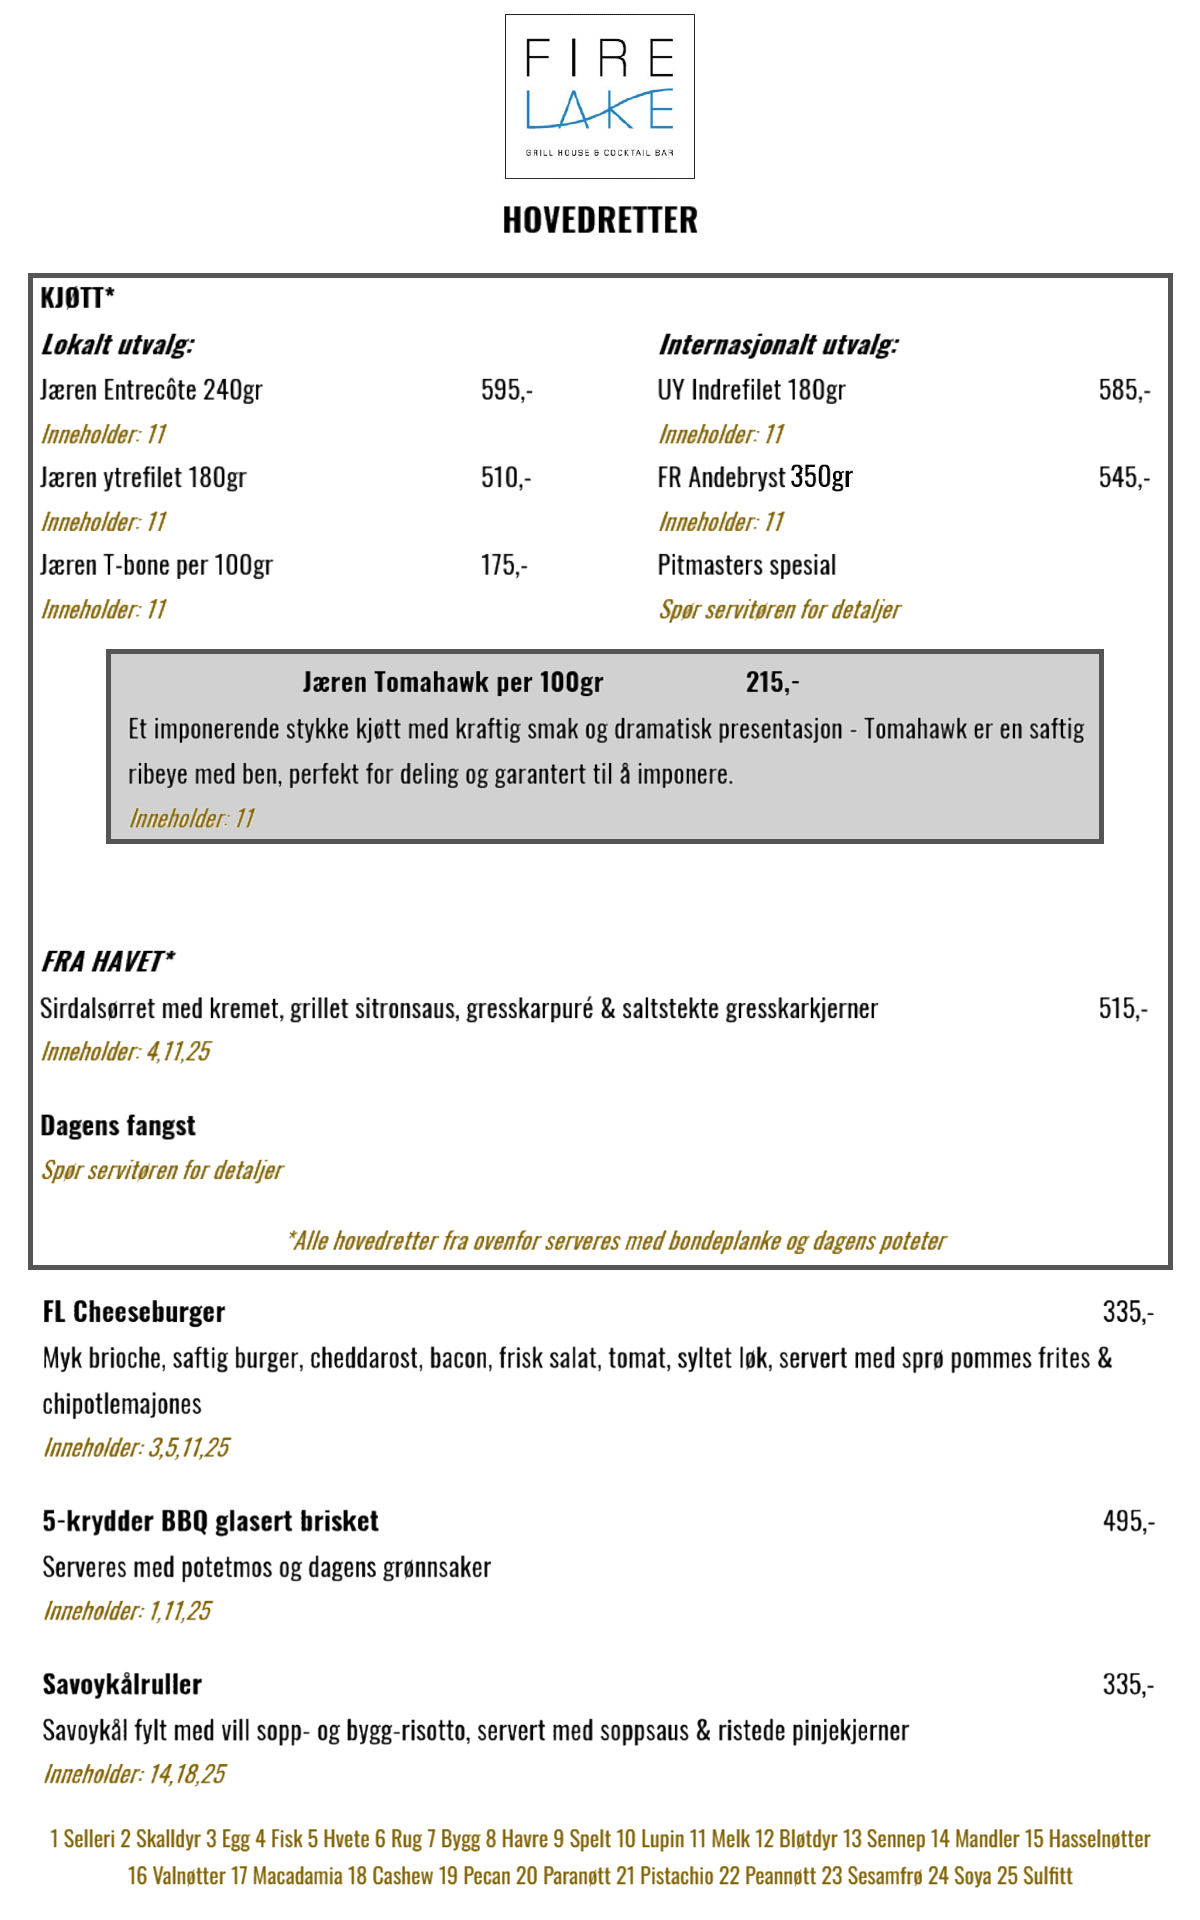 FIRE
LAKE
GRILL HOUSE & COCKTAIL BAR
HOVEDRETTER
KJØTT*
Lokalt utvalg:
Jæren Entrecôte 240gr 595,-
Inneholder: 11
Jæren ytrefilet 180gr 510,-
Inneholder: 11
Jæren T-bone per 100gr 175,-
Inneholder: 11
Internasjonalt utvalg:
UY Indrefilet 180gr 585,-
Inneholder: 11
FR Andebryst 350gr 545,-
Inneholder: 11
Pitmasters spesial
Spør servitøren for detaljer
Jæren Tomahawk per 100gr 215,-
Et imponerende stykke kjøtt med kraftig smak og dramatisk presentasjon - Tomahawk er en saftig
ribeye med ben, perfekt for deling og garantert til å imponere.
Inneholder: 11
FRA HAVET*
Sirdalsørret med kremet, grillet sitronsaus, gresskarpuré & saltstekte gresskarkjerner 515,-
Inneholder: 4,11,25
Dagens fangst
Spør servitøren for detaljer
*Alle hovedretter fra ovenfor serveres med bondeplanke og dagens poteter
FL Cheeseburger 335,-
Myk brioche, saftig burger, cheddarost, bacon, frisk salat, tomat, syltet løk, servert med sprø pommes frites &
chipotlemajones
Inneholder: 3,5,11,25
5-krydder BBQ glasert brisket 495,-
Serveres med potetmos og dagens grønnsaker
Inneholder: 1,11,25
Savoykålruller 335,-
Savoykål fylt med vill sopp- og bygg-risotto, servert med soppsaus & ristede pinjekjerner
Inneholder: 14,18,25
1 Selleri 2 Skalldyr 3 Egg 4 Fisk 5 Hvete 6 Rug 7 Bygg 8 Havre 9 Spelt 10 Lupin 11 Melk 12 Bløtdyr 13 Sennep 14 Mandler 15 Hasselnøtter
16 Valnøtter 17 Macadamia 18 Cashew 19 Pecan 20 Paranøtt 21 Pistachio 22 Peannøtt 23 Sesamfrø 24 Soya 25 Sulfitt